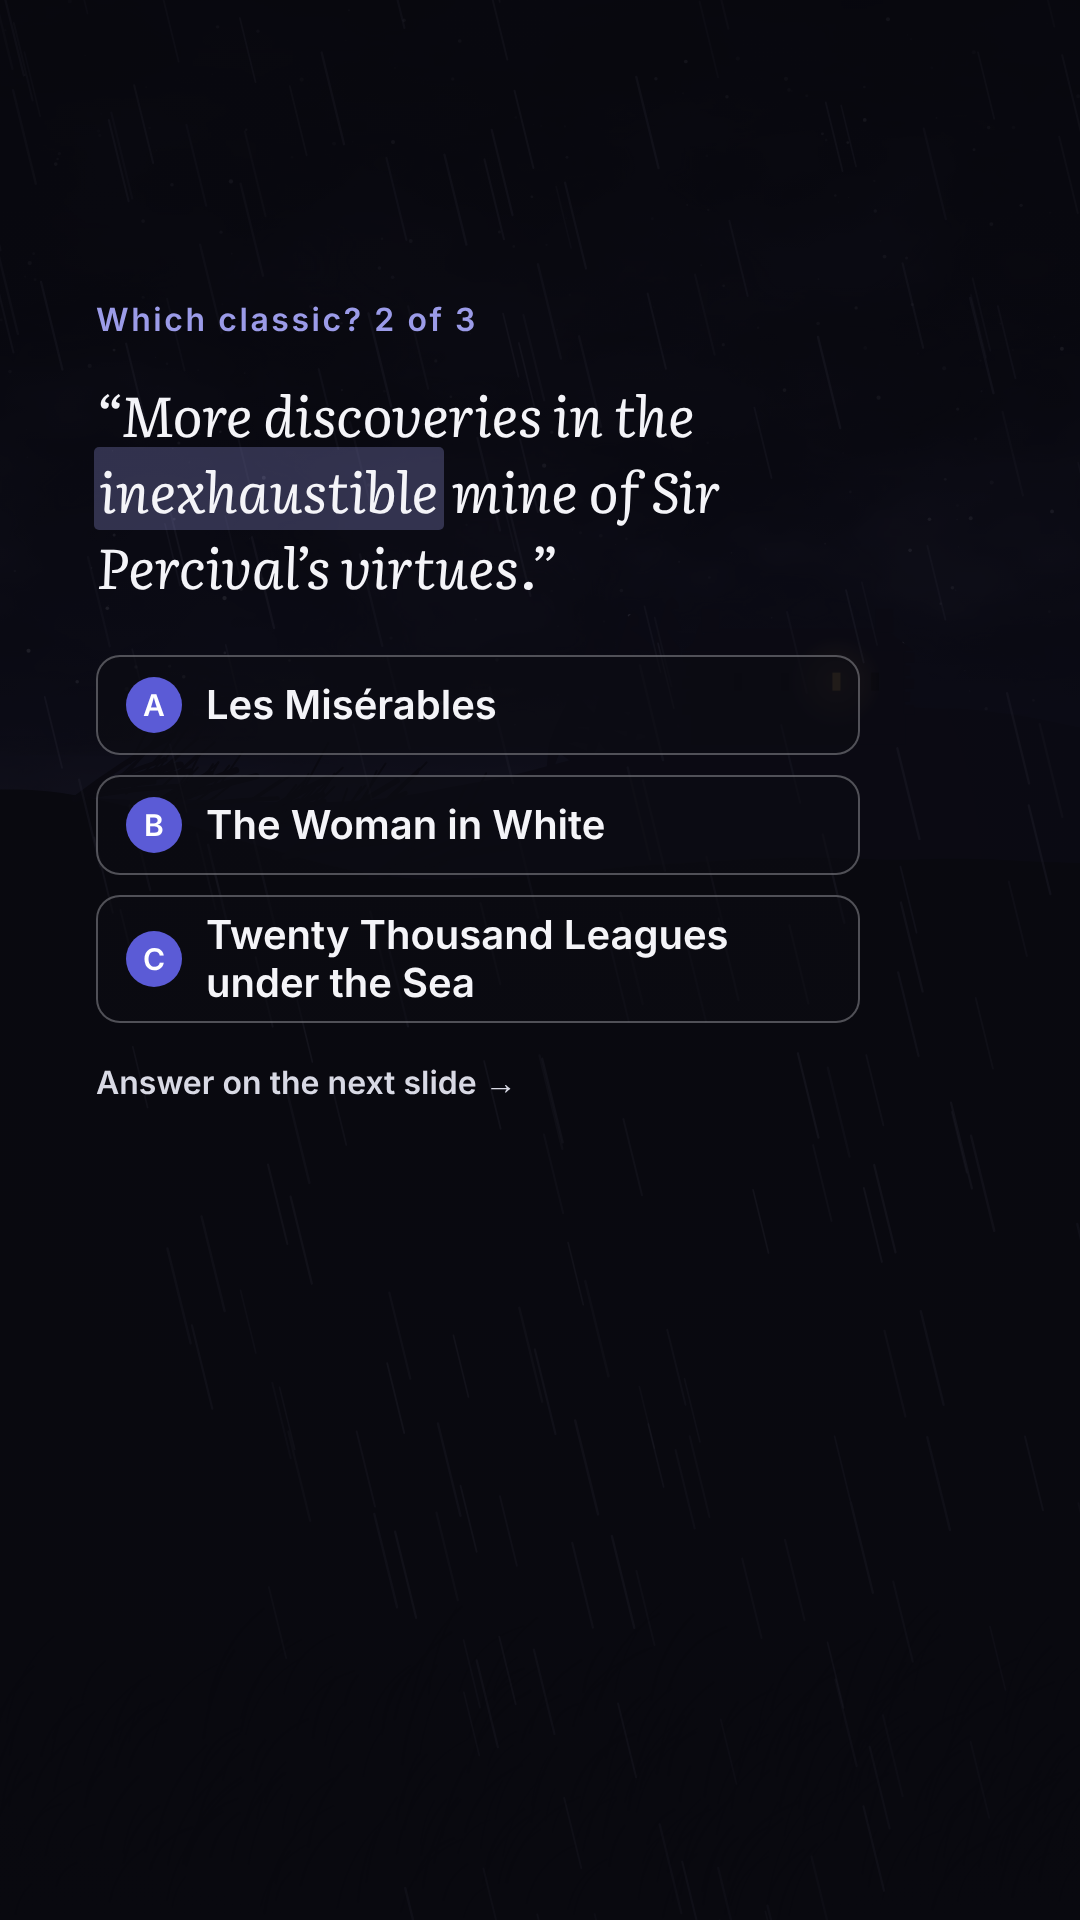 Which classic? 2 of 3
“More discoveries in the
inexhaustible mine of Sir
Percival’s virtues.”
A Les Misérables
B The Woman in White
C Twenty Thousand Leagues
under the Sea
Answer on the next slide →